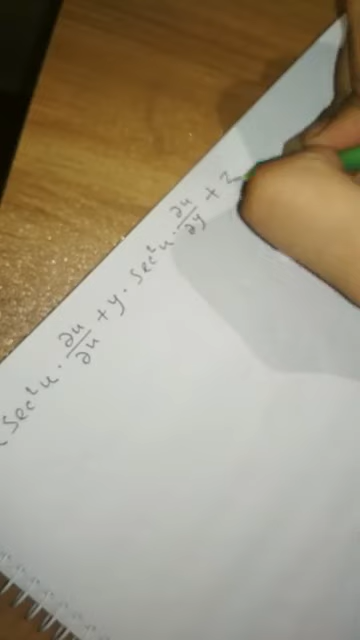 sec²u · ∂u/∂x + y · sec²u · ∂u/∂y + z